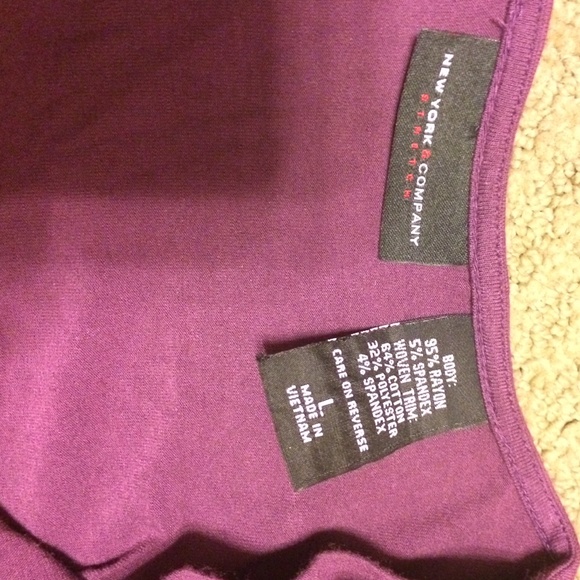 NEW YORK & COMPANY
STRETCH
BODY:
95% RAYON
5% SPANDEX
WOVEN TRIM:
64% COTTON
32% POLYESTER
4% SPANDEX
CARE ON REVERSE
L
MADE IN
VIETNAM